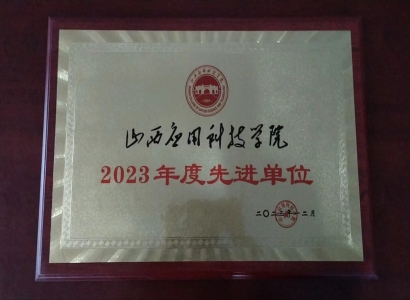 山西应用科技学院
2023年度先进单位
二〇二三年十二月